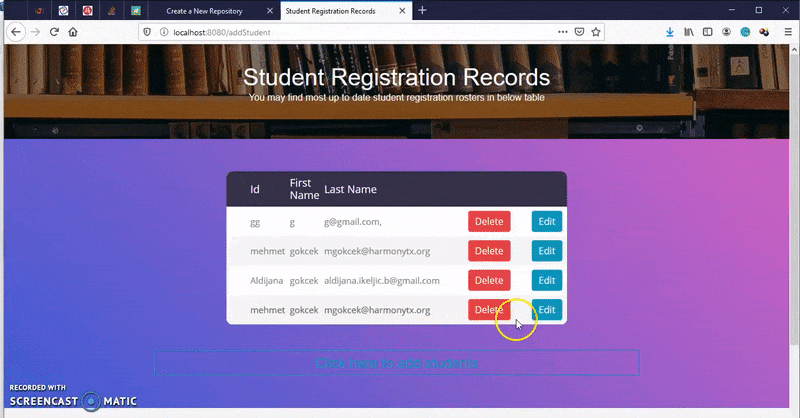 Create a New Repository
Student Registration Records
localhost:8080/addStudent
Student Registration Records
You may find most up to date student registration rosters in below table
Id First Name Last Name
gg g g@gmail.com, Delete Edit
mehmet gokcek mgokcek@harmonytx.org Delete Edit
Aldijana gokcek aldijana.ikeljic.b@gmail.com Delete Edit
mehmet gokcek mgokcek@harmonytx.org Delete Edit
Click here to add students
RECORDED WITH
SCREENCAST MATIC